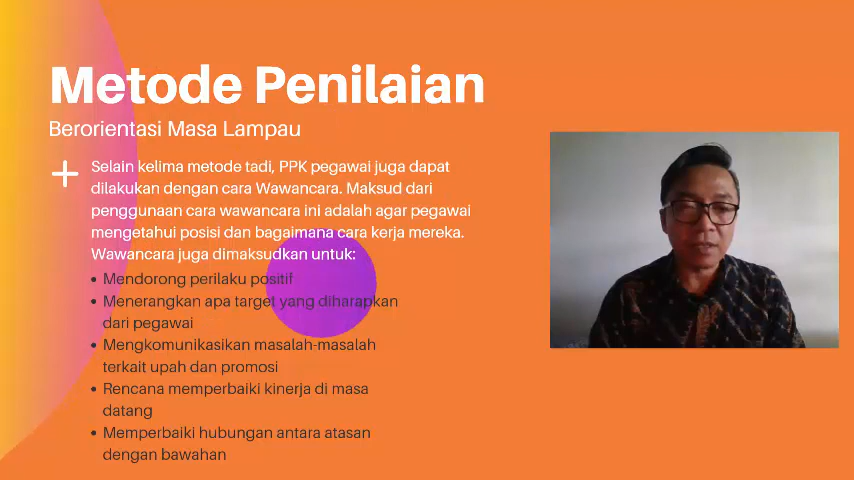 Metode Penilaian
Berorientasi Masa Lampau
Selain kelima metode tadi, PPK pegawai juga dapat
dilakukan dengan cara Wawancara. Maksud dari
penggunaan cara wawancara ini adalah agar pegawai
mengetahui posisi dan bagaimana cara kerja mereka.
Wawancara juga dimaksudkan untuk:
• Mendorong perilaku positif
• Menerangkan apa target yang diharapkan
dari pegawai
• Mengkomunikasikan masalah-masalah
terkait upah dan promosi
• Rencana memperbaiki kinerja di masa
datang
• Memperbaiki hubungan antara atasan
dengan bawahan